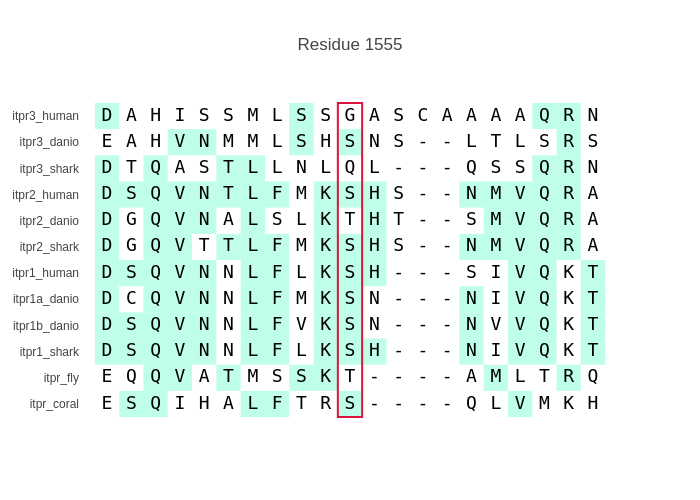 Residue 1555
itpr3_human D A H I S S M L S S G A S C A A A A Q R N
itpr3_danio E A H V N M M L S H S N S - - L T L S R S
itpr3_shark D T Q A S T L L N L Q L - - - Q S S Q R N
itpr2_human D S Q V N T L F M K S H S - - N M V Q R A
itpr2_danio D G Q V N A L S L K T H T - - S M V Q R A
itpr2_shark D G Q V T T L F M K S H S - - N M V Q R A
itpr1_human D S Q V N N L F L K S H - - - S I V Q K T
itpr1a_danio D C Q V N N L F M K S N - - - N I V Q K T
itpr1b_danio D S Q V N N L F V K S N - - - N V V Q K T
itpr1_shark D S Q V N N L F L K S H - - - N I V Q K T
itpr_fly E Q Q V A T M S S K T - - - - A M L T R Q
itpr_coral E S Q I H A L F T R S - - - - Q L V M K H